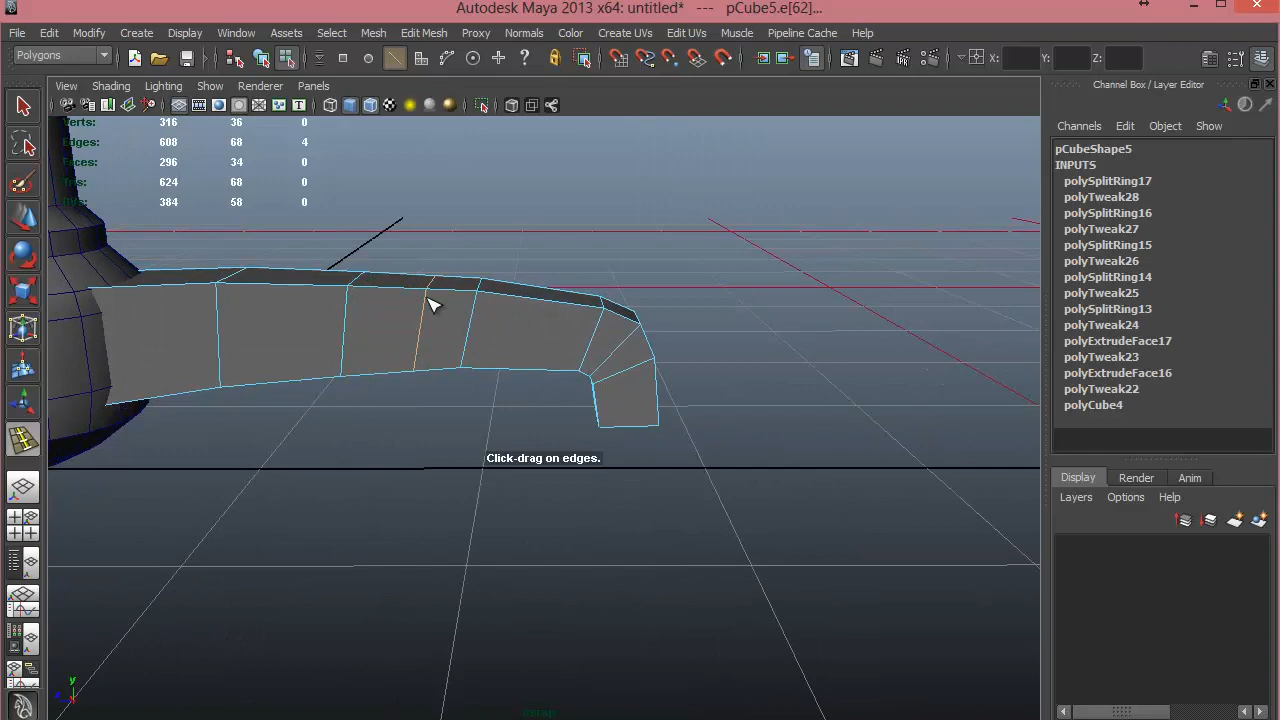 Autodesk Maya 2013 x64: untitled*   ---   pCube5.e[62]...
File Edit Modify Create Display Window Assets Select Mesh Edit Mesh Proxy Normals Color Create UVs Edit UVs Muscle Pipeline Cache Help
Polygons
X:
Y:
Z:
View Shading Lighting Show Renderer Panels
Channel Box / Layer Editor
Channels Edit Object Show
Verts: 316 36 0
Edges: 608 68 4
Faces: 296 34 0
Tris: 624 68 0
UVs: 384 58 0
pCubeShape5
INPUTS
polySplitRing17
polyTweak28
polySplitRing16
polyTweak27
polySplitRing15
polyTweak26
polySplitRing14
polyTweak25
polySplitRing13
polyTweak24
polyExtrudeFace17
polyTweak23
polyExtrudeFace16
polyTweak22
polyCube4
Click-drag on edges.
Display Render Anim
Layers Options Help
y
persp